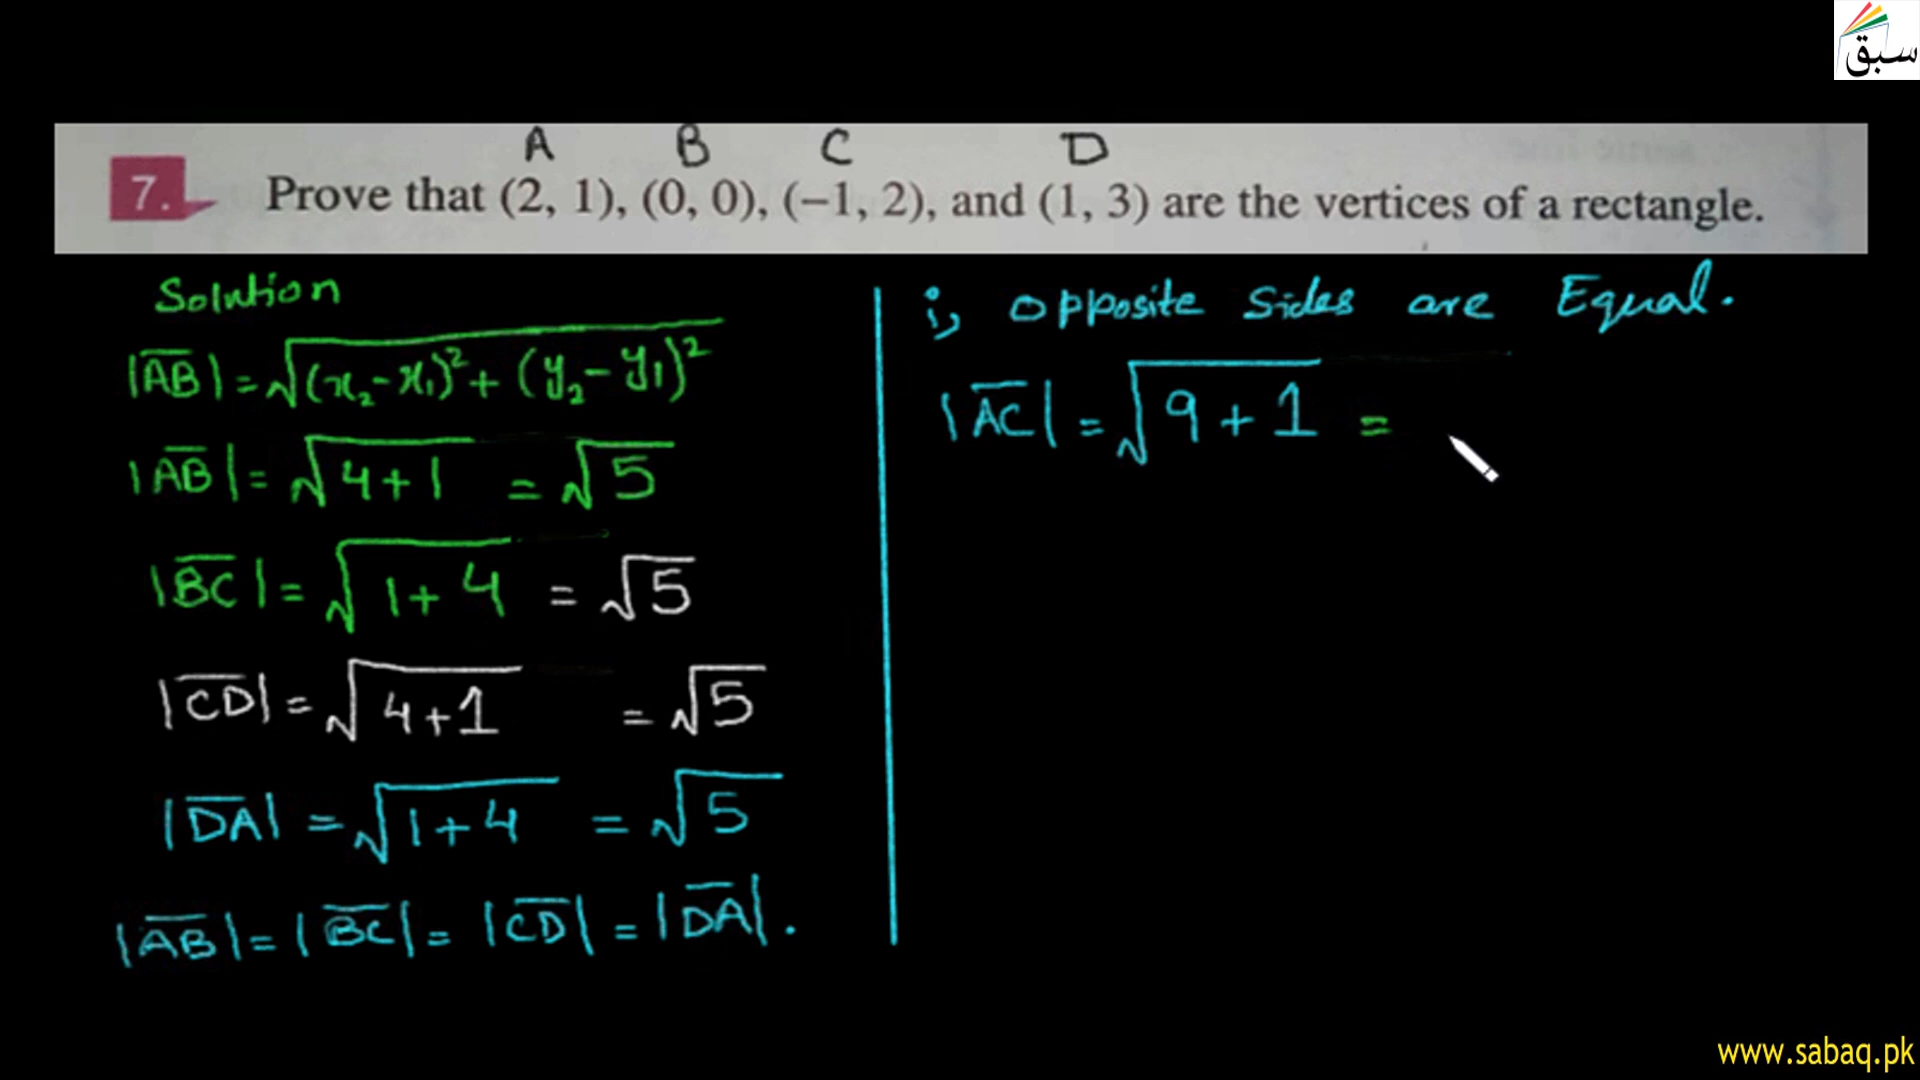 سبق
A B C D
7. Prove that (2, 1), (0, 0), (−1, 2), and (1, 3) are the vertices of a rectangle.
Solution
|AB̅| = √(x₂ − x₁)² + (y₂ − y₁)²
|AB̅| = √4+1 = √5
|BC̅| = √1+4 = √5
|CD̅| = √4+1 = √5
|DA̅| = √1+4 = √5
|AB̅| = |BC̅| = |CD̅| = |DA̅|.
i, opposite Sides are Equal.
|AC̅| = √9+1 =
www.sabaq.pk